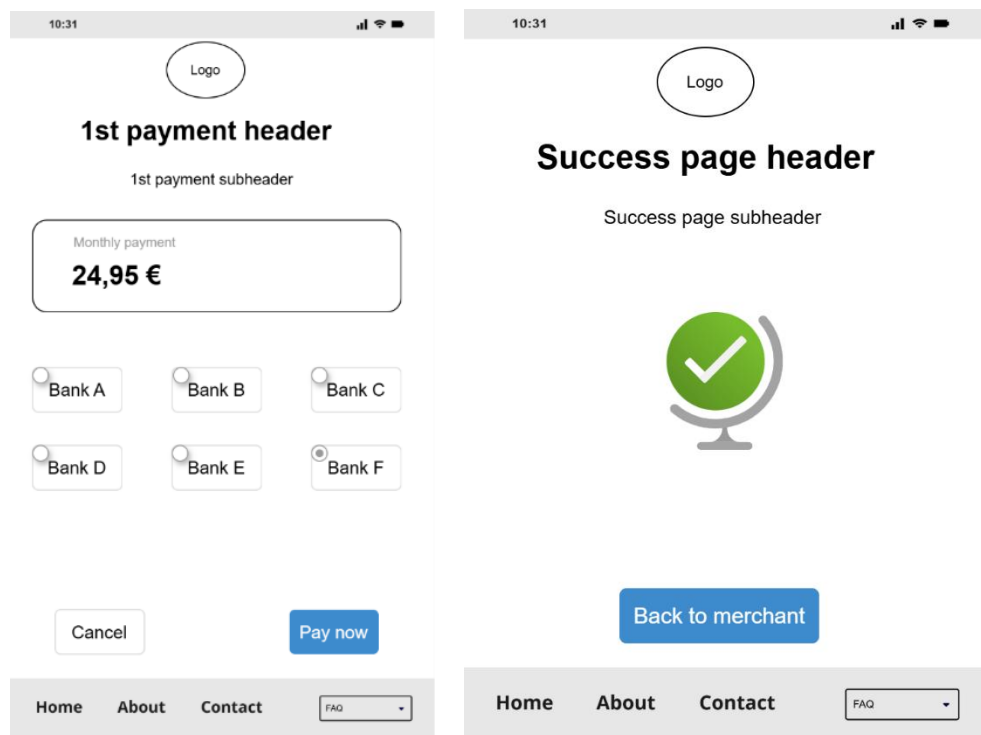 10:31
Logo
1st payment header
1st payment subheader
Monthly payment
24,95 €
Bank A Bank B Bank C
Bank D Bank E Bank F
Cancel Pay now
Home About Contact FAQ
10:31
Logo
Success page header
Success page subheader
Back to merchant
Home About Contact FAQ